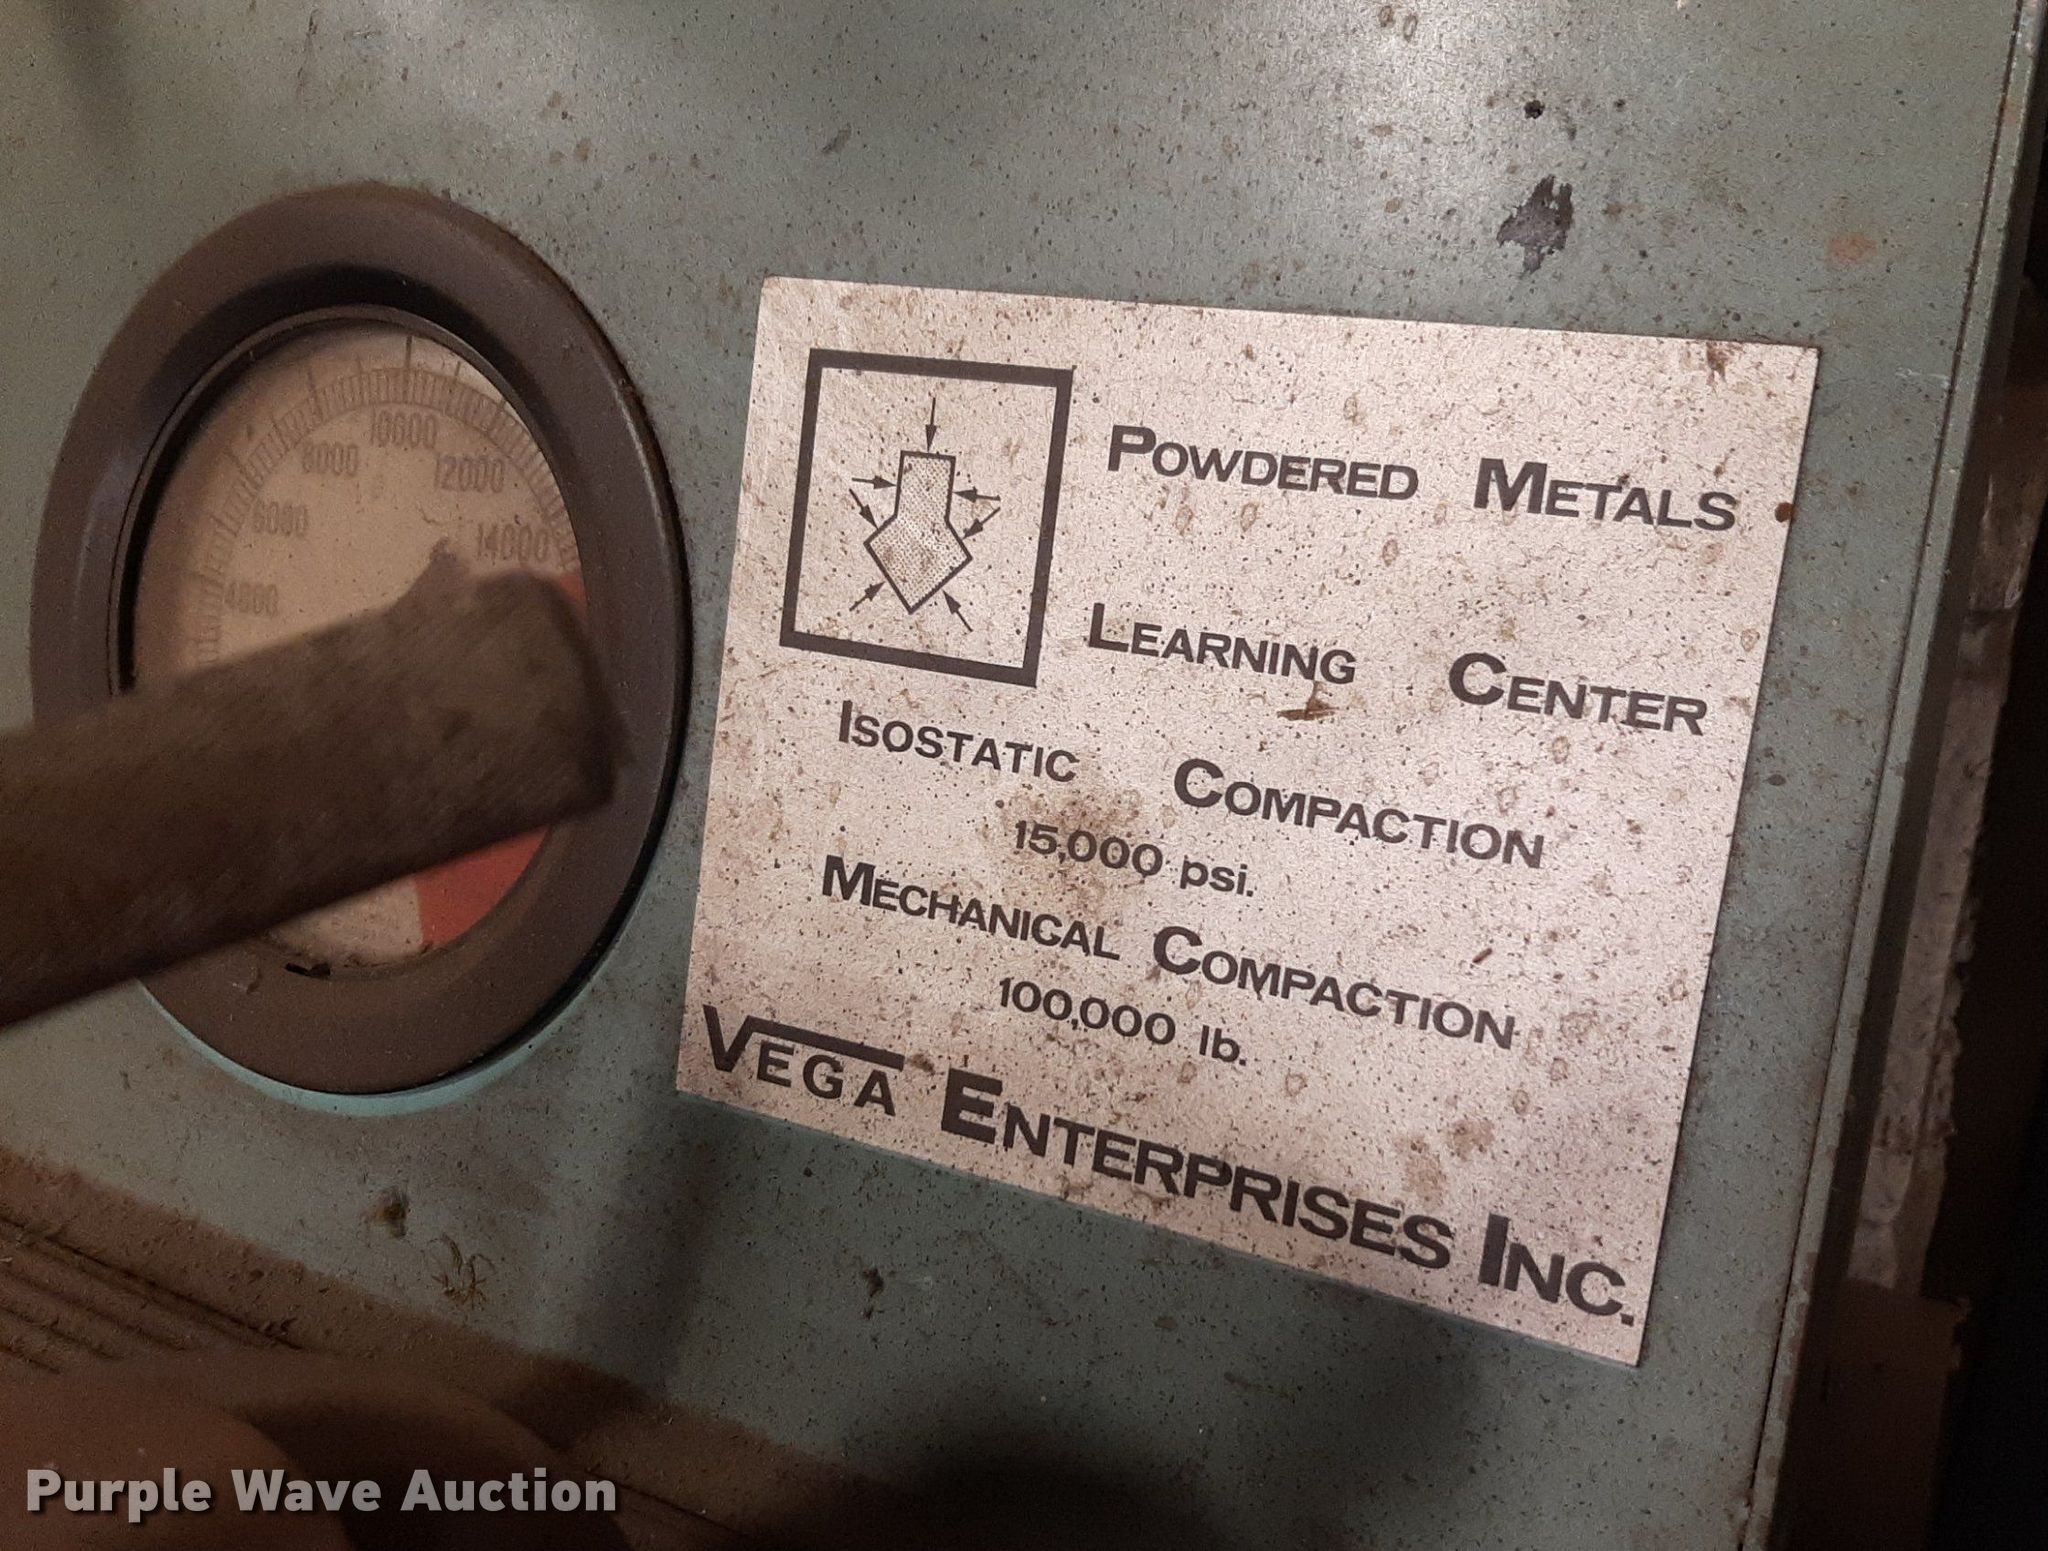 4000
6000
8000
10000
12000
14000
POWDERED METALS
LEARNING CENTER
ISOSTATIC COMPACTION
15,000 psi.
MECHANICAL COMPACTION
100,000 lb.
VEGA ENTERPRISES INC.
Purple Wave Auction